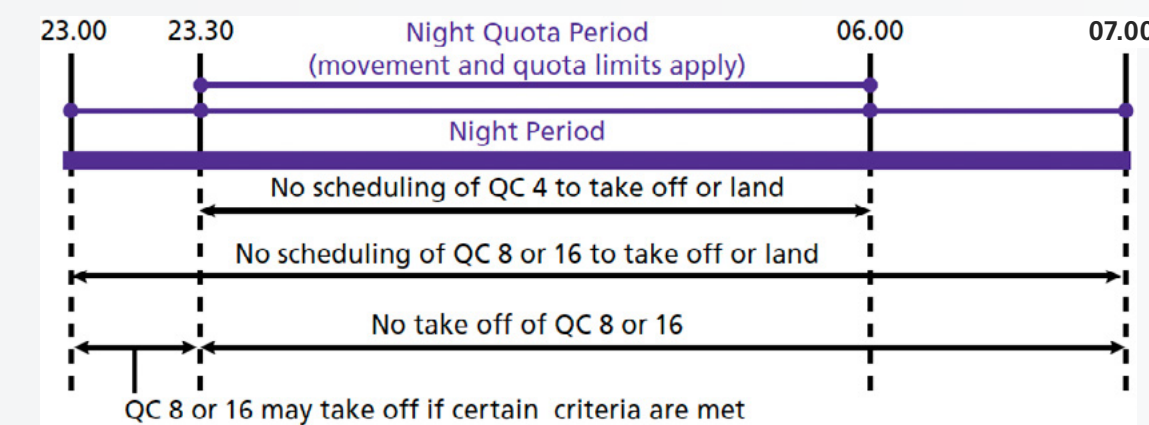 23.00 23.30 Night Quota Period 06.00 07.00
(movement and quota limits apply)
Night Period
No scheduling of QC 4 to take off or land
No scheduling of QC 8 or 16 to take off or land
No take off of QC 8 or 16
QC 8 or 16 may take off if certain criteria are met